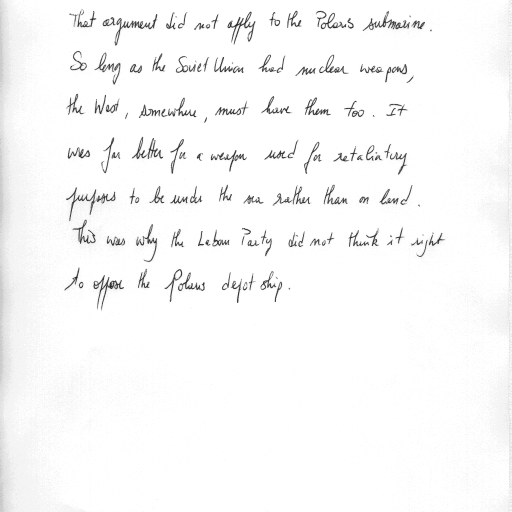 That argument did not apply to the Polaris submarine.
So long as the Soviet Union had nuclear weapons,
the West, somewhere, must have them too. It
was far better for a weapon used for retaliatory
purposes to be under the sea rather than on land.
This was why the Labour Party did not think it right
to oppose the Polaris depot ship.